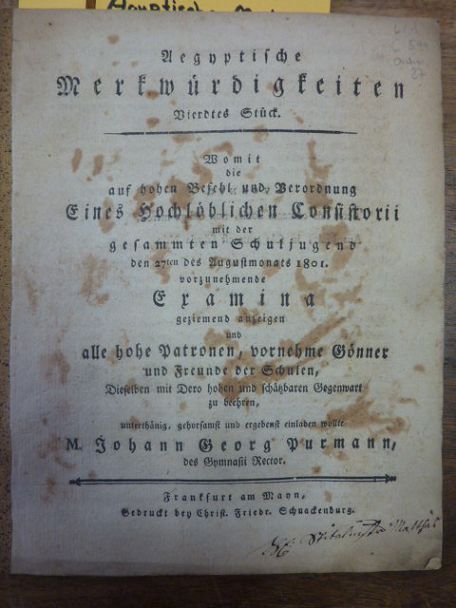 Aegyptische
Merkwürdigkeiten
Vierdtes Stück.
Womit
die
auf hohen Befehl und Verordnung
Eines Hochlöblichen Consistorii
mit der
gesammten Schuljugend
den 27ten des Augustmonats 1801.
vorzunehmende
Examina
geziemend anzeigen
und
alle hohe Patronen, vornehme Gönner
und Freunde der Schulen,
Dieselben mit Dero hohen und schätzbaren Gegenwart
zu beehren,
unterthänig, gehorsamst und ergebenst einladen wollte
M. Johann Georg Purmann,
des Gymnasii Rector.
Frankfurt am Mayn,
Gedruckt bey Christ. Friedr. Schnackenburg.